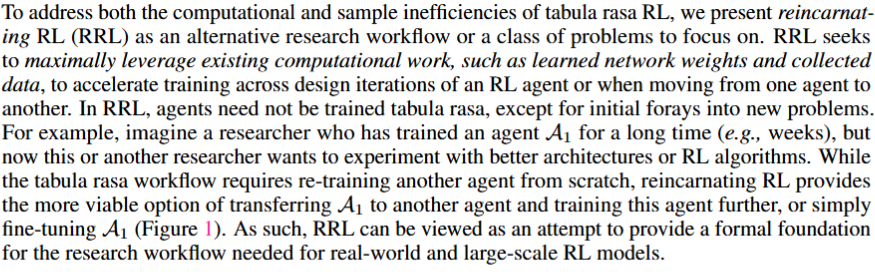 To address both the computational and sample inefficiencies of tabula rasa RL, we present reincarnat-
ing RL (RRL) as an alternative research workflow or a class of problems to focus on. RRL seeks
to maximally leverage existing computational work, such as learned network weights and collected
data, to accelerate training across design iterations of an RL agent or when moving from one agent to
another. In RRL, agents need not be trained tabula rasa, except for initial forays into new problems.
For example, imagine a researcher who has trained an agent 𝒜₁ for a long time (e.g., weeks), but
now this or another researcher wants to experiment with better architectures or RL algorithms. While
the tabula rasa workflow requires re-training another agent from scratch, reincarnating RL provides
the more viable option of transferring 𝒜₁ to another agent and training this agent further, or simply
fine-tuning 𝒜₁ (Figure 1). As such, RRL can be viewed as an attempt to provide a formal foundation
for the research workflow needed for real-world and large-scale RL models.